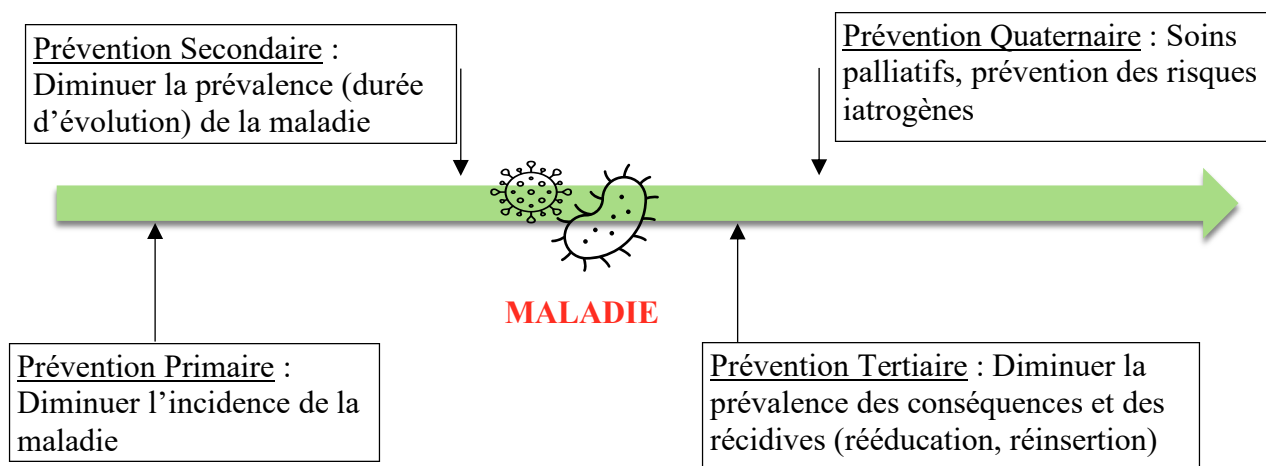 Prévention Secondaire :
Diminuer la prévalence (durée
d’évolution) de la maladie
Prévention Quaternaire : Soins
palliatifs, prévention des risques
iatrogènes
MALADIE
Prévention Primaire :
Diminuer l’incidence de la
maladie
Prévention Tertiaire : Diminuer la
prévalence des conséquences et des
récidives (rééducation, réinsertion)